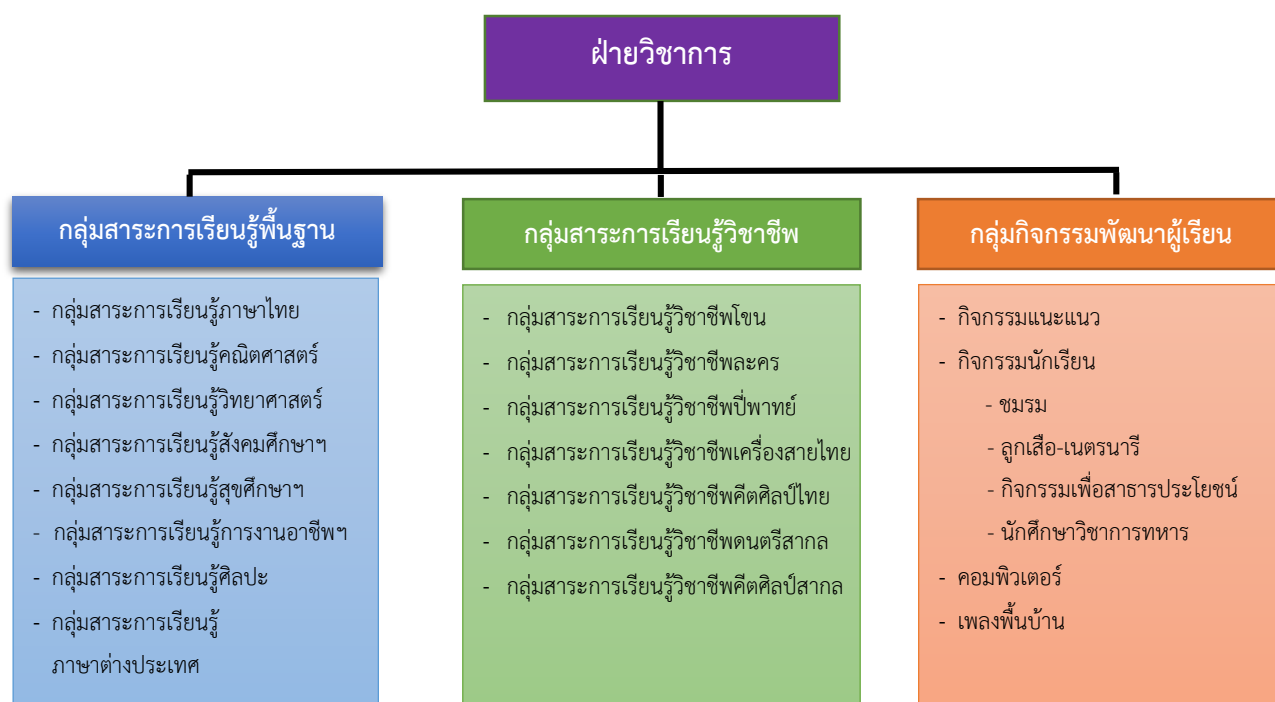 ฝ่ายวิชาการ
กลุ่มสาระการเรียนรู้พื้นฐาน
- กลุ่มสาระการเรียนรู้ภาษาไทย
- กลุ่มสาระการเรียนรู้คณิตศาสตร์
- กลุ่มสาระการเรียนรู้วิทยาศาสตร์
- กลุ่มสาระการเรียนรู้สังคมศึกษาฯ
- กลุ่มสาระการเรียนรู้สุขศึกษาฯ
- กลุ่มสาระการเรียนรู้การงานอาชีพฯ
- กลุ่มสาระการเรียนรู้ศิลปะ
- กลุ่มสาระการเรียนรู้
ภาษาต่างประเทศ
กลุ่มสาระการเรียนรู้วิชาชีพ
- กลุ่มสาระการเรียนรู้วิชาชีพโขน
- กลุ่มสาระการเรียนรู้วิชาชีพละคร
- กลุ่มสาระการเรียนรู้วิชาชีพปี่พาทย์
- กลุ่มสาระการเรียนรู้วิชาชีพเครื่องสายไทย
- กลุ่มสาระการเรียนรู้วิชาชีพคีตศิลป์ไทย
- กลุ่มสาระการเรียนรู้วิชาชีพดนตรีสากล
- กลุ่มสาระการเรียนรู้วิชาชีพคีตศิลป์สากล
กลุ่มกิจกรรมพัฒนาผู้เรียน
- กิจกรรมแนะแนว
- กิจกรรมนักเรียน
- ชมรม
- ลูกเสือ-เนตรนารี
- กิจกรรมเพื่อสาธารประโยชน์
- นักศึกษาวิชาการทหาร
- คอมพิวเตอร์
- เพลงพื้นบ้าน